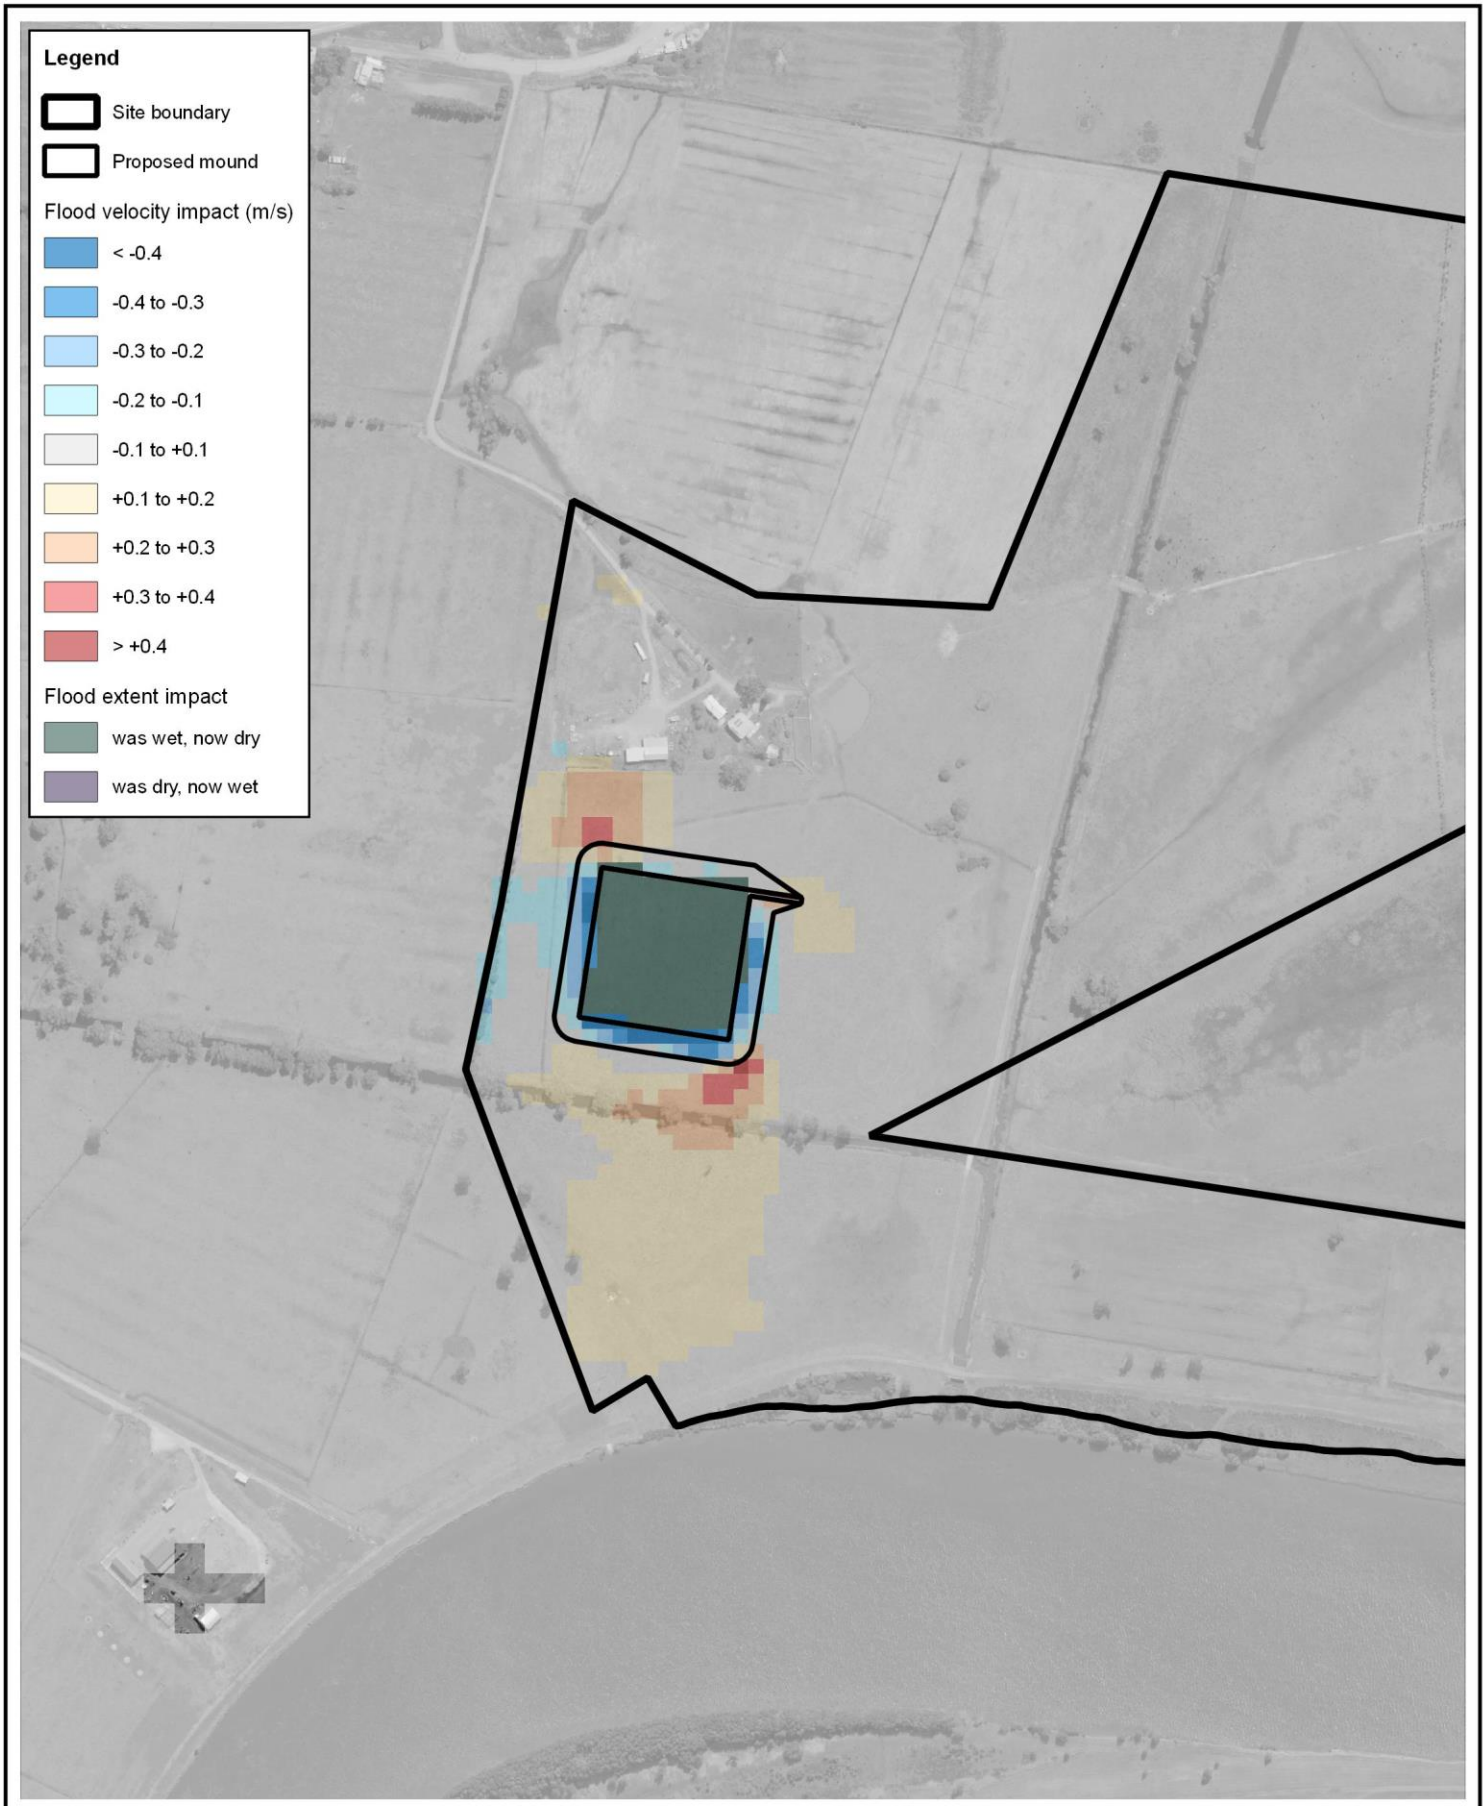 Legend
Site boundary
Proposed mound
Flood velocity impact (m/s)
< -0.4
-0.4 to -0.3
-0.3 to -0.2
-0.2 to -0.1
-0.1 to +0.1
+0.1 to +0.2
+0.2 to +0.3
+0.3 to +0.4
> +0.4
Flood extent impact
was wet, now dry
was dry, now wet